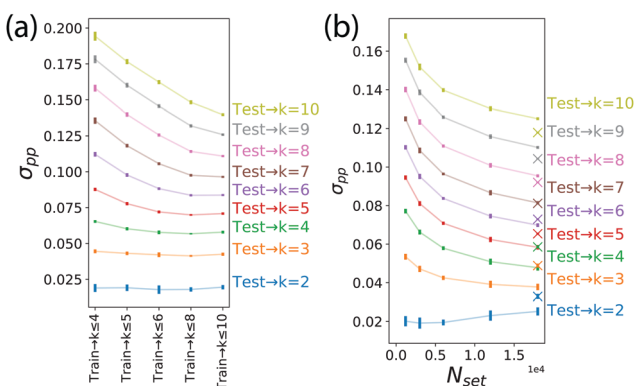 (a)
0.200
0.175
0.150
0.125
0.100
0.075
0.050
0.025
σpp
Test→k=10
Test→k=9
Test→k=8
Test→k=7
Test→k=6
Test→k=5
Test→k=4
Test→k=3
Test→k=2
Train→k≤4
Train→k≤5
Train→k≤6
Train→k≤8
Train→k≤10
(b)
0.16
0.14
0.12
0.10
0.08
0.06
0.04
0.02
σpp
Test→k=10
Test→k=9
Test→k=8
Test→k=7
Test→k=6
Test→k=5
Test→k=4
Test→k=3
Test→k=2
0.0 0.5 1.0 1.5
1e4
Nset